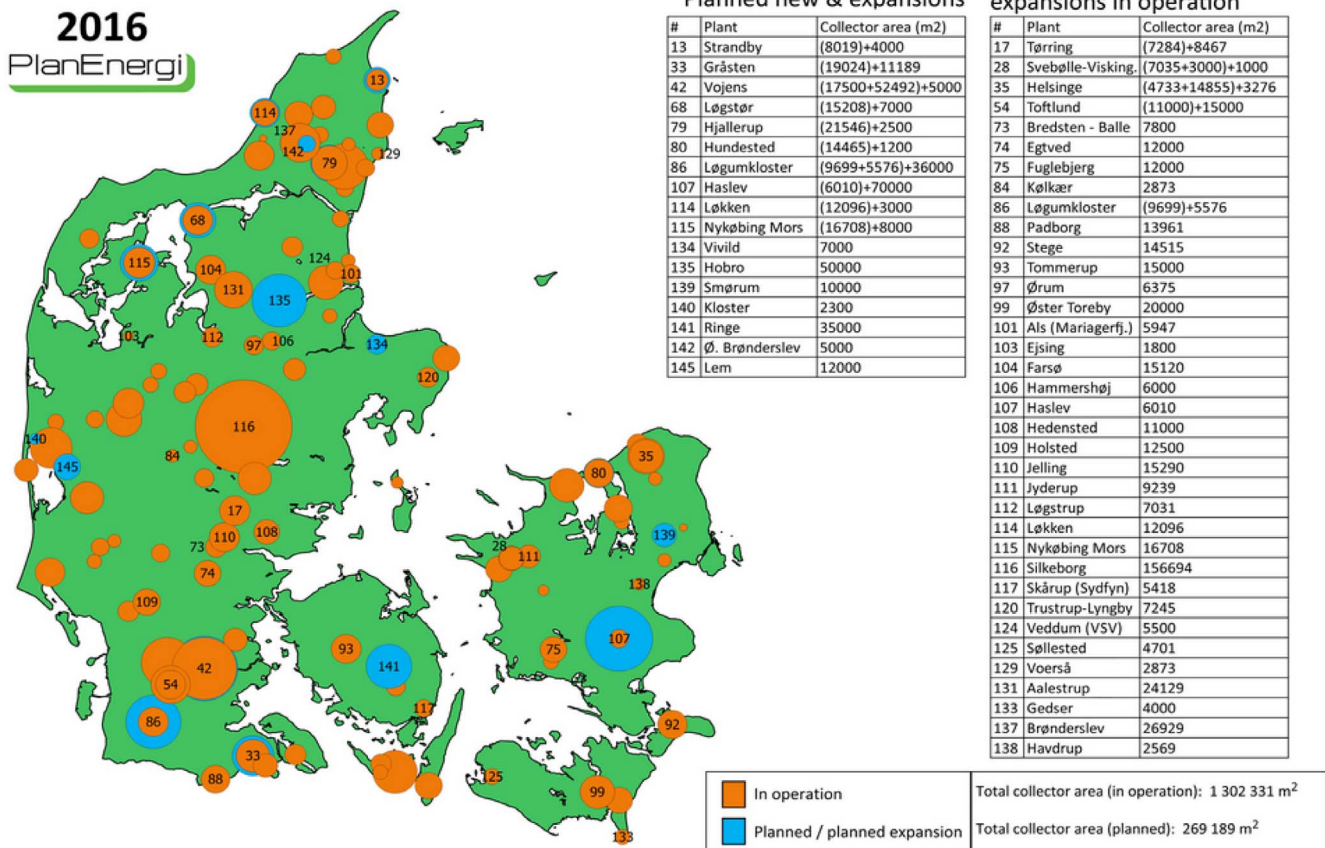 2016
PlanEnergi
Planned new & expansions
# Plant Collector area (m2)
13 Strandby (8019)+4000
33 Gråsten (19024)+11189
42 Vojens (17500+52492)+5000
68 Løgstør (15208)+7000
79 Hjallerup (21546)+2500
80 Hundested (14465)+1200
86 Løgumkloster (9699+5576)+36000
107 Haslev (6010)+70000
114 Løkken (12096)+3000
115 Nykøbing Mors (16708)+8000
134 Vivild 7000
135 Hobro 50000
139 Smørum 10000
140 Kloster 2300
141 Ringe 35000
142 Ø. Brønderslev 5000
145 Lem 12000
expansions in operation
# Plant Collector area (m2)
17 Tørring (7284)+8467
28 Svebølle-Visking. (7035+3000)+1000
35 Helsinge (4733+14855)+3276
54 Toftlund (11000)+15000
73 Bredsten - Balle 7800
74 Egtved 12000
75 Fuglebjerg 12000
84 Kølkær 2873
86 Løgumkloster (9699)+5576
88 Padborg 13961
92 Stege 14515
93 Tommerup 15000
97 Ørum 6375
99 Øster Toreby 20000
101 Als (Mariagerfj.) 5947
103 Ejsing 1800
104 Farsø 15120
106 Hammershøj 6000
107 Haslev 6010
108 Hedensted 11000
109 Holsted 12500
110 Jelling 15290
111 Jyderup 9239
112 Løgstrup 7031
114 Løkken 12096
115 Nykøbing Mors 16708
116 Silkeborg 156694
117 Skårup (Sydfyn) 5418
120 Trustrup-Lyngby 7245
124 Veddum (VSV) 5500
125 Søllested 4701
129 Voerså 2873
131 Aalestrup 24129
133 Gedser 4000
137 Brønderslev 26929
138 Havdrup 2569
13
114
137
142
129
79
68
115
104
124
101
131
135
103
112
97
106
134
120
116
140
84
145
35
80
17
110
108
73
139
28
111
74
138
109
107
93
75
42
141
54
86
117
92
33
88
125
99
133
In operation
Planned / planned expansion
Total collector area (in operation): 1 302 331 m²
Total collector area (planned): 269 189 m²